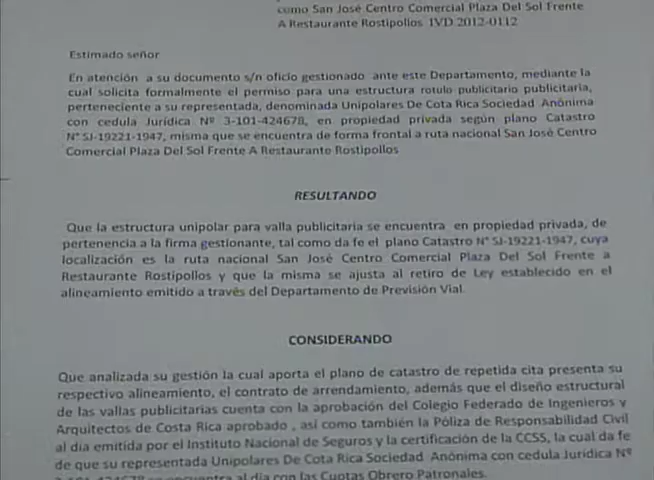 como San José Centro Comercial Plaza Del Sol Frente
A Restaurante Rostipollos IVD 2012-0112
Estimado señor
En atención a su documento s/n oficio gestionado ante este Departamento, mediante la
cual solicita formalmente el permiso para una estructura rotulo publicitario publicitaria,
perteneciente a su representada, denominada Unipolares De Cota Rica Sociedad Anónima
con cedula Jurídica Nº 3-101-424678, en propiedad privada según plano Catastro
N° SJ-19221-1947, misma que se encuentra de forma frontal a ruta nacional San José Centro
Comercial Plaza Del Sol Frente A Restaurante Rostipollos
RESULTANDO
Que la estructura unipolar para valla publicitaria se encuentra en propiedad privada, de
pertenencia a la firma gestionante, tal como da fe el plano Catastro N° SJ-19221-1947, cuya
localización es la ruta nacional San José Centro Comercial Plaza Del Sol Frente a
Restaurante Rostipollos y que la misma se ajusta al retiro de Ley establecido en el
alineamiento emitido a través del Departamento de Previsión Vial.
CONSIDERANDO
Que analizada su gestión la cual aporta el plano de catastro de repetida cita presenta su
respectivo alineamiento, el contrato de arrendamiento, además que el diseño estructural
de las vallas publicitarias cuenta con la aprobación del Colegio Federado de Ingenieros y
Arquitectos de Costa Rica aprobado , así como también la Póliza de Responsabilidad Civil
al día emitida por el Instituto Nacional de Seguros y la certificación de la CCSS, la cual da fe
de que su representada Unipolares De Cota Rica Sociedad Anónima con cedula Jurídica Nº
3-101-424678 se encuentra al día con las Cuotas Obrero Patronales.